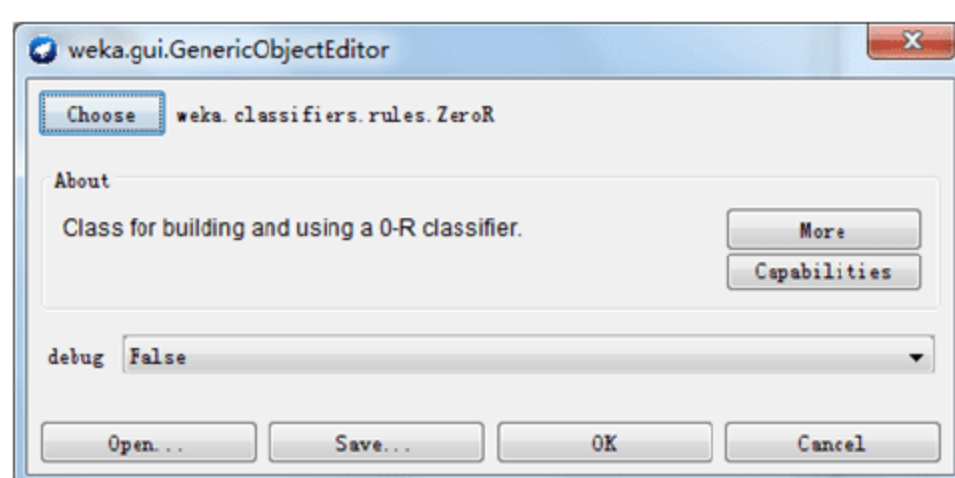 weka.gui.GenericObjectEditor
Choose weka.classifiers.rules.ZeroR
About
Class for building and using a 0-R classifier.
More
Capabilities
debug False
Open... Save... OK Cancel